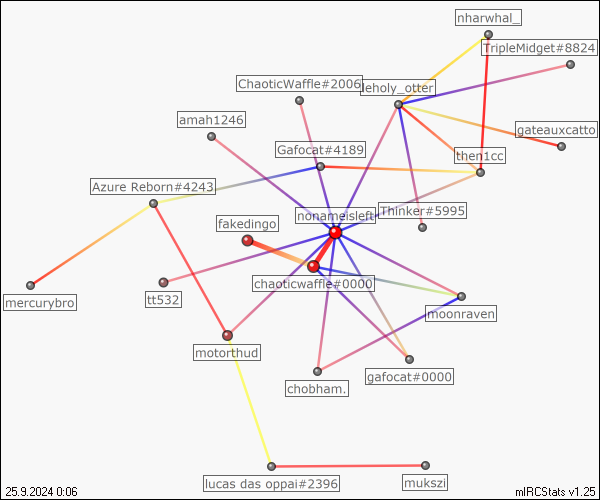 nharwhal_
TripleMidget#8824
ChaoticWaffle#2006
leholy_otter
amah1246
gateauxcatto
Gafocat#4189
then1cc
Azure Reborn#4243
nonameisleft
Thinker#5995
fakedingo
chaoticwaffle#0000
mercurybro
tt532
moonraven
motorthud
gafocat#0000
chobham.
lucas das oppai#2396
mukszi
25.9.2024 0:06
mIRCStats v1.25